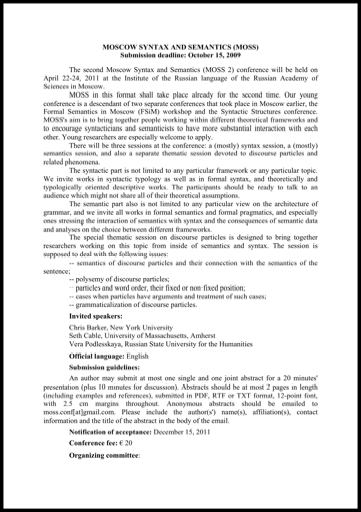 MOSCOW SYNTAX AND SEMANTICS (MOSS)
Submission deadline: October 15, 2009
The second Moscow Syntax and Semantics (MOSS 2) conference will be held on
April 22-24, 2011 at the Institute of the Russian language of the Russian Academy of
Sciences in Moscow.
MOSS in this format shall take place already for the second time. Our young
conference is a descendant of two separate conferences that took place in Moscow earlier, the
Formal Semantics in Moscow (FSiM) workshop and the Syntactic Structures conference.
MOSS's aim is to bring together people working within different theoretical frameworks and
to encourage syntacticians and semanticists to have more substantial interaction with each
other. Young researchers are especially welcome to apply.
There will be three sessions at the conference: a (mostly) syntax session, a (mostly)
semantics session, and also a separate thematic session devoted to discourse particles and
related phenomena.
The syntactic part is not limited to any particular framework or any particular topic.
We invite works in syntactic typology as well as in formal syntax, and theoretically and
typologically oriented descriptive works. The participants should be ready to talk to an
audience which might not share all of their theoretical assumptions.
The semantic part also is not limited to any particular view on the architecture of
grammar, and we invite all works in formal semantics and formal pragmatics, and especially
ones stressing the interaction of semantics with syntax and the consequences of semantic data
and analyses on the choice between different frameworks.
The special thematic session on discourse particles is designed to bring together
researchers working on this topic from inside of semantics and syntax. The session is
supposed to deal with the following issues:
-- semantics of discourse particles and their connection with the semantics of the
sentence;
-- polysemy of discourse particles;
-- particles and word order, their fixed or non-fixed position;
-- cases when particles have arguments and treatment of such cases;
-- grammaticalization of discourse particles.
Invited speakers:
Chris Barker, New York University
Seth Cable, University of Massachusetts, Amherst
Vera Podlesskaya, Russian State University for the Humanities
Official language: English
Submission guidelines:
An author may submit at most one single and one joint abstract for a 20 minutes'
presentation (plus 10 minutes for discussion). Abstracts should be at most 2 pages in length
(including examples and references), submitted in PDF, RTF or TXT format, 12-point font,
with 2.5 cm margins throughout. Anonymous abstracts should be emailed to
moss.conf[at]gmail.com. Please include the author(s') name(s), affiliation(s), contact
information and the title of the abstract in the body of the email.
Notification of acceptance: December 15, 2011
Conference fee: € 20
Organizing committee: